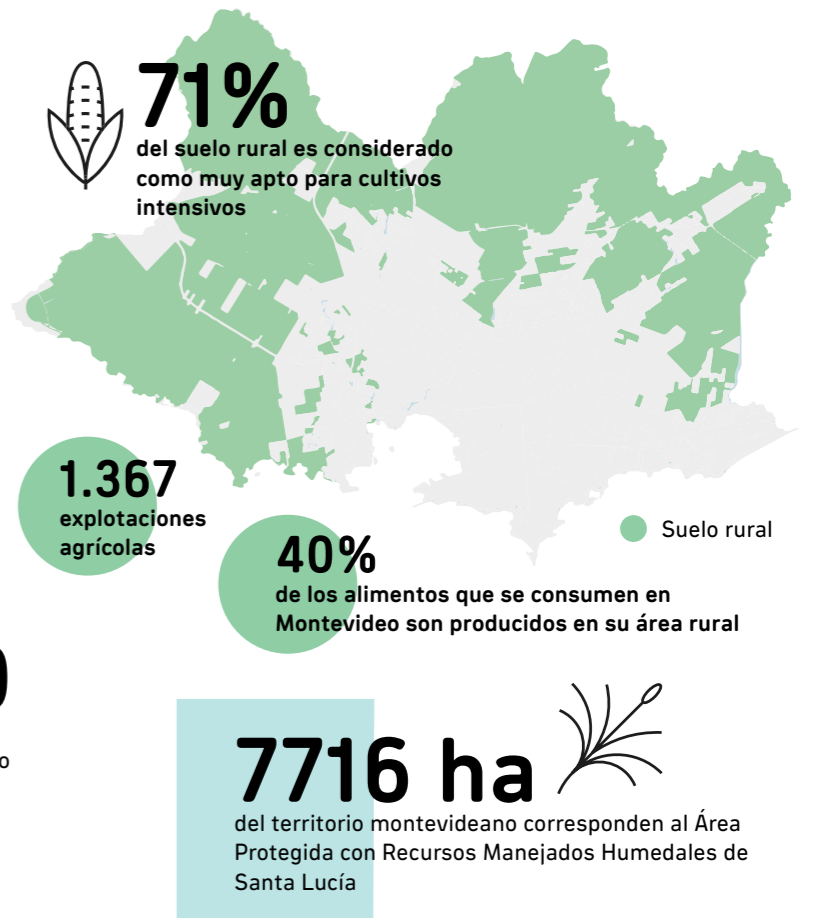 71%
del suelo rural es considerado
como muy apto para cultivos
intensivos
1.367
explotaciones
agrícolas
Suelo rural
40%
de los alimentos que se consumen en
Montevideo son producidos en su área rural
o
7716 ha
del territorio montevideano corresponden al Área
Protegida con Recursos Manejados Humedales de
Santa Lucía